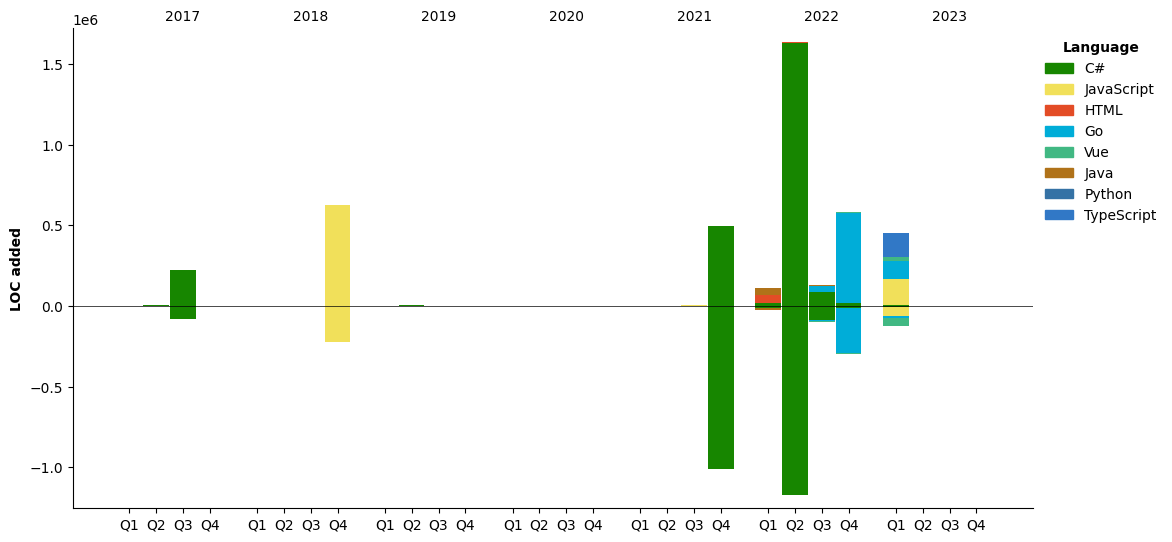 1e6
2017 2018 2019 2020 2021 2022 2023
LOC added
1.5
1.0
0.5
0.0
−0.5
−1.0
Q1 Q2 Q3 Q4 Q1 Q2 Q3 Q4 Q1 Q2 Q3 Q4 Q1 Q2 Q3 Q4 Q1 Q2 Q3 Q4 Q1 Q2 Q3 Q4 Q1 Q2 Q3 Q4
Language
C#
JavaScript
HTML
Go
Vue
Java
Python
TypeScript